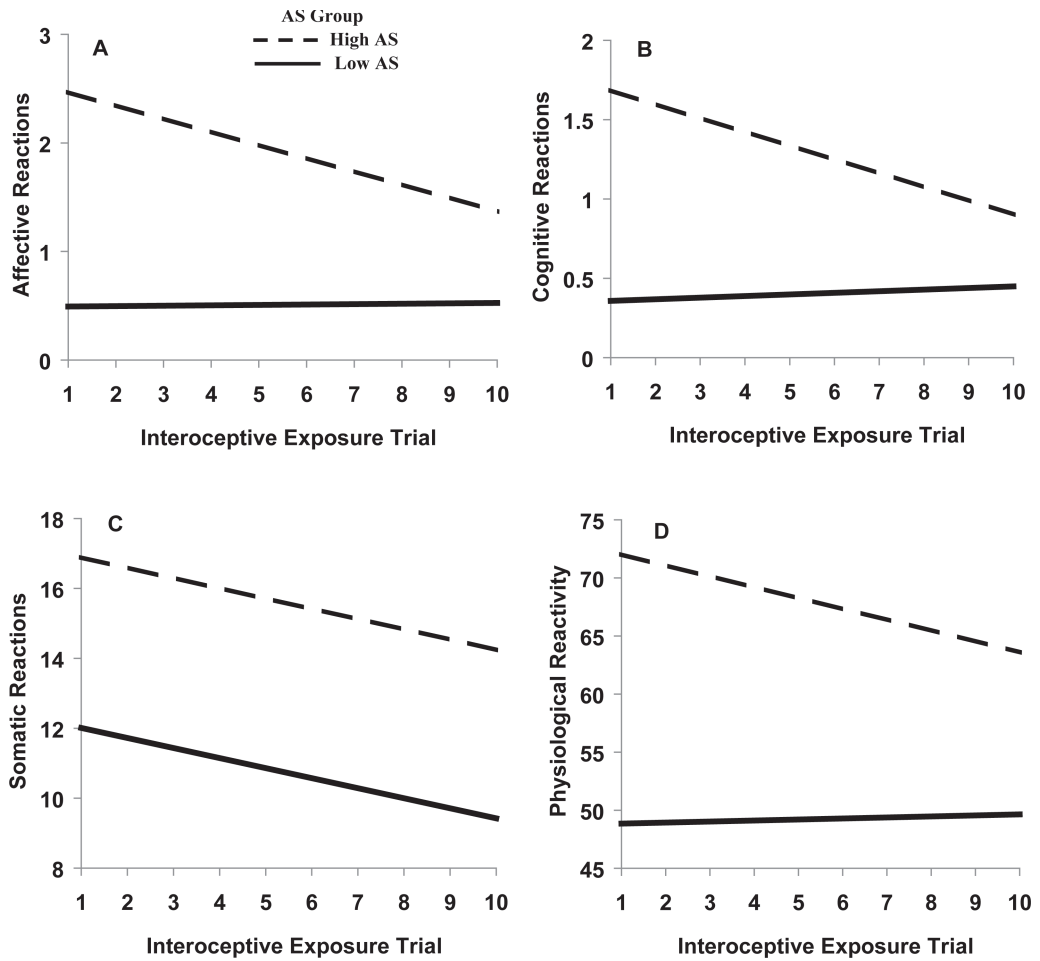 AS Group
High AS
Low AS
A
3
2
1
0
Affective Reactions
1 2 3 4 5 6 7 8 9 10
Interoceptive Exposure Trial
B
2
1.5
1
0.5
0
Cognitive Reactions
1 2 3 4 5 6 7 8 9 10
Interoceptive Exposure Trial
C
18
16
14
12
10
8
Somatic Reactions
1 2 3 4 5 6 7 8 9 10
Interoceptive Exposure Trial
D
75
70
65
60
55
50
45
Physiological Reactivity
1 2 3 4 5 6 7 8 9 10
Interoceptive Exposure Trial